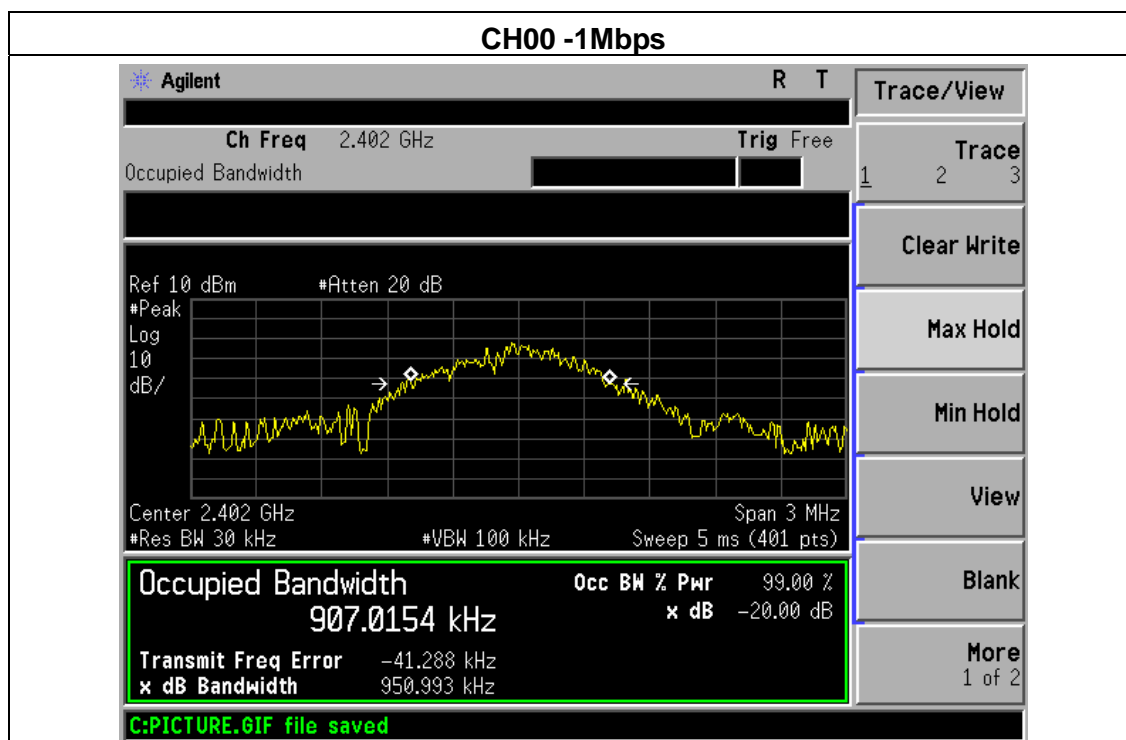 CH00 -1Mbps
Agilent R T
Ch Freq 2.402 GHz Trig Free
Occupied Bandwidth
Ref 10 dBm #Atten 20 dB
#Peak
Log
10
dB/
Center 2.402 GHz Span 3 MHz
#Res BW 30 kHz #VBW 100 kHz Sweep 5 ms (401 pts)
Occupied Bandwidth Occ BW % Pwr 99.00 %
907.0154 kHz x dB -20.00 dB
Transmit Freq Error -41.288 kHz
x dB Bandwidth 950.993 kHz
C:PICTURE.GIF file saved
Trace/View
Trace
1 2 3
Clear Write
Max Hold
Min Hold
View
Blank
More
1 of 2